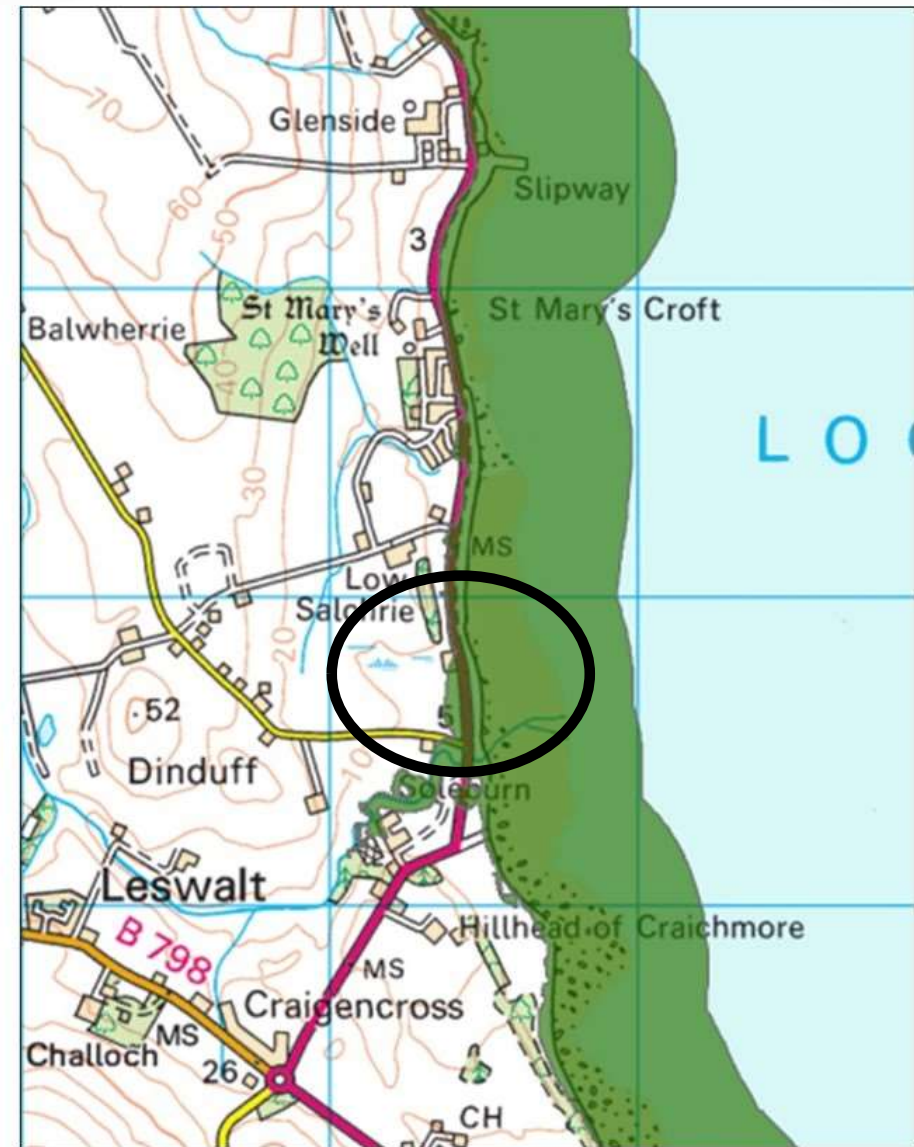 70
Glenside
Slipway
60
50
3
St Mary's
Well
St Mary's Croft
Balwherrie
40
LO
30
MS
Low
Salchrie
20
5
52
Dinduff
10
Soleburn
Leswalt
Hillhead of Craichmore
B 798
MS
Craigencross
MS
Challoch
26
CH